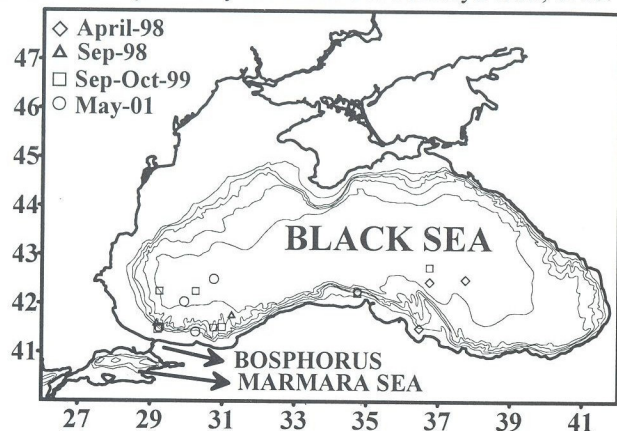 April-98
Sep-98
Sep-Oct-99
May-01
47
46
45
44
43
42
41
BLACK SEA
BOSPHORUS
MARMARA SEA
27 29 31 33 35 37 39 41